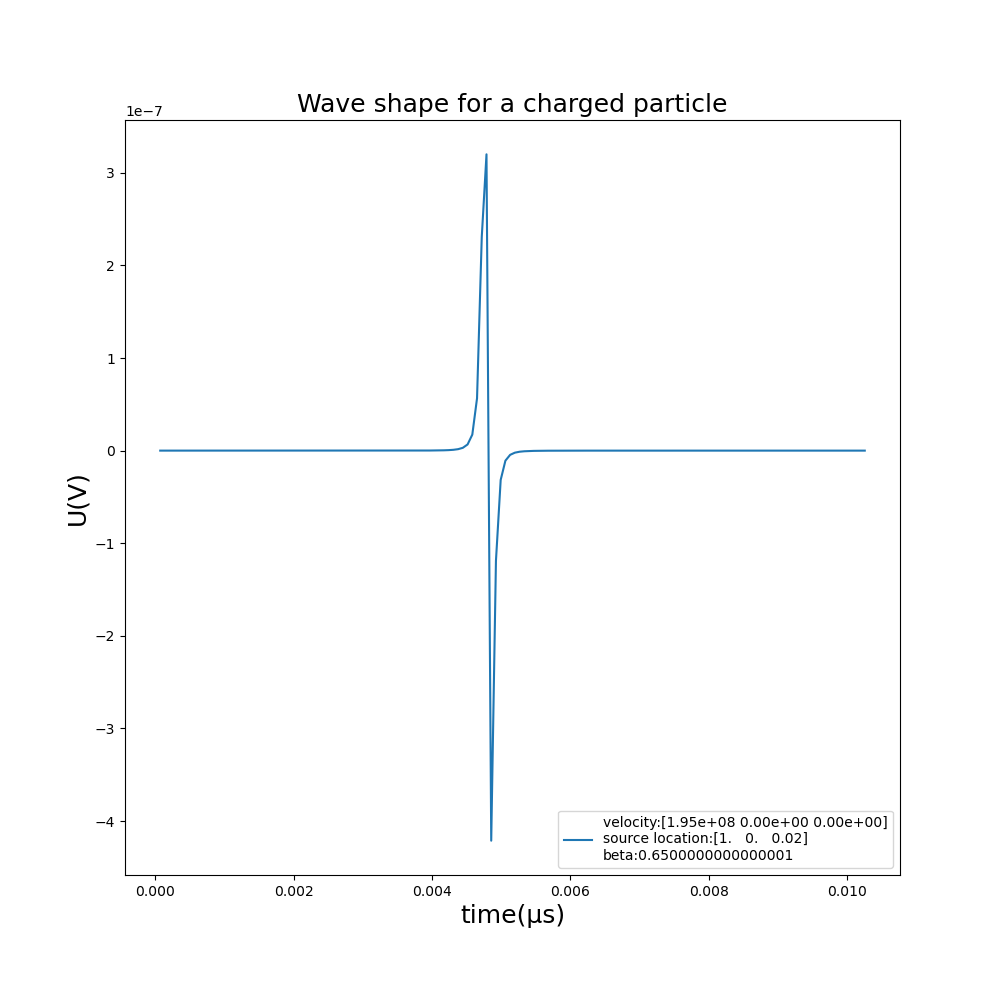 Wave shape for a charged particle
1e−7
3
2
1
0
−1
−2
−3
−4
U(V)
0.000 0.002 0.004 0.006 0.008 0.010
time(μs)
velocity:[1.95e+08 0.00e+00 0.00e+00]
source location:[1. 0. 0.02]
beta:0.6500000000000001